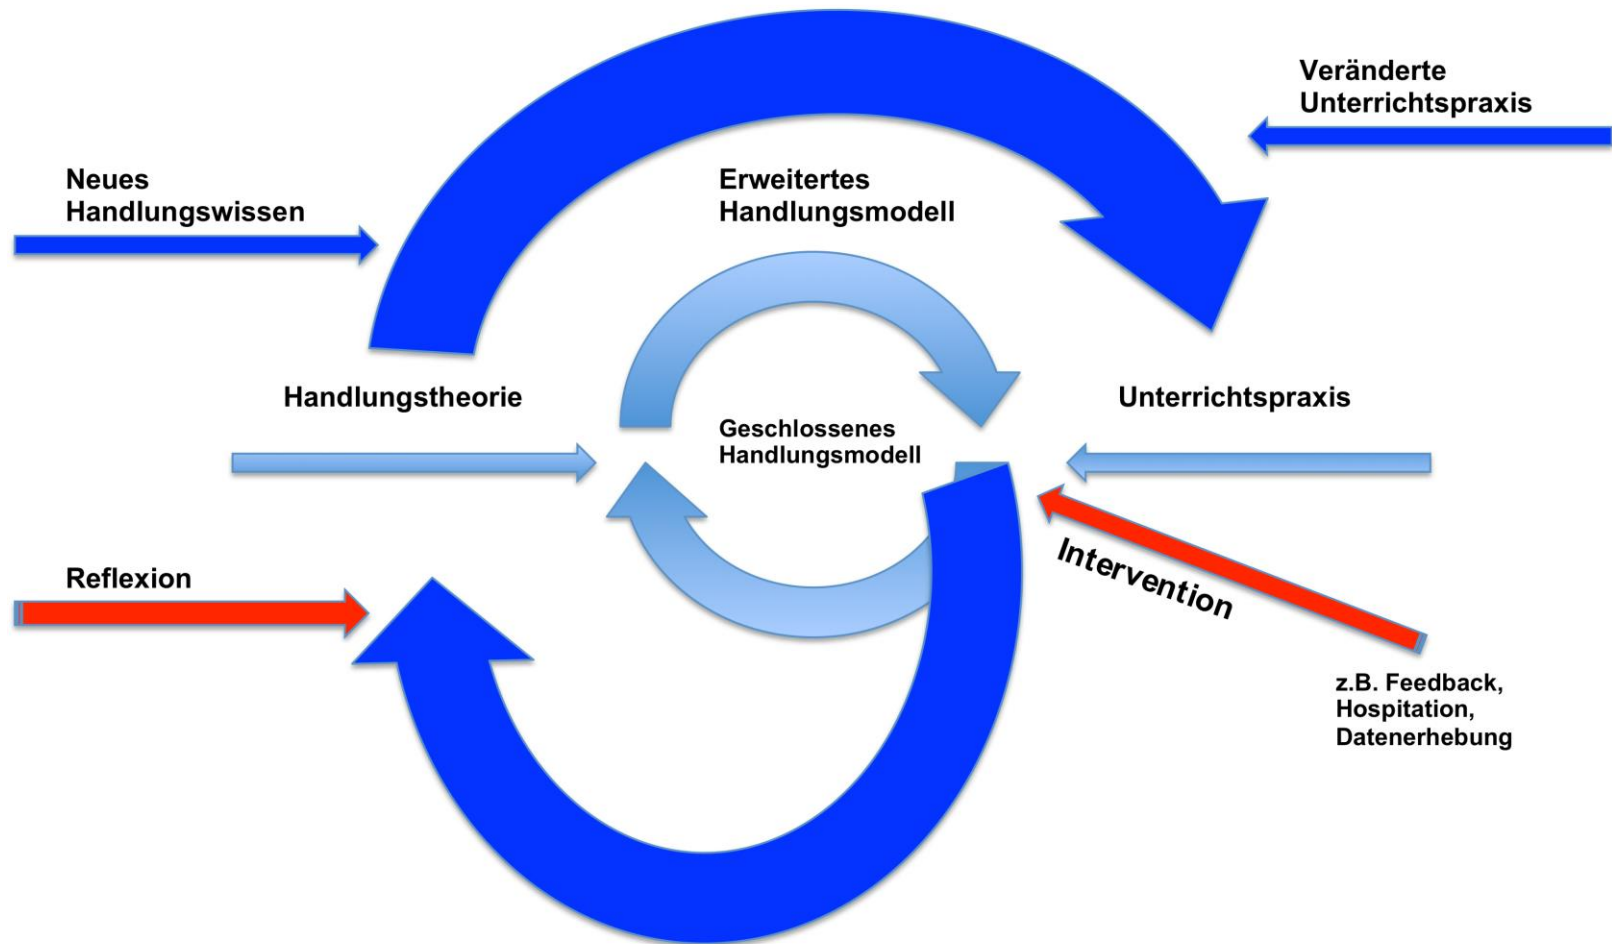 Veränderte
Unterrichtspraxis
Neues
Handlungswissen
Erweitertes
Handlungsmodell
Handlungstheorie
Unterrichtspraxis
Geschlossenes
Handlungsmodell
Intervention
Reflexion
z.B. Feedback,
Hospitation,
Datenerhebung